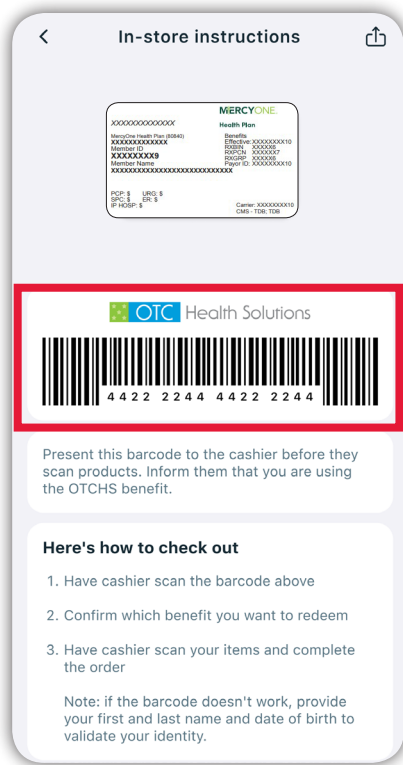 In-store instructions
MERCYONE.
Health Plan
XXXXXXXXXXXXX
MercyOne Health Plan (80840)
XXXXXXXXXXXXX
Member ID
XXXXXXXX9
Member Name
XXXXXXXXXXXXXXXXXXXXXXXXXXXX
Benefits
Effective: XXXXXXXX10
RXBIN XXXXX6
RXPCN XXXXXX7
RXGRP XXXXX6
Payor ID: XXXXXXXX10
PCP: $ URG: $
SPC: $ ER: $
IP HOSP: $
Carrier: XXXXXXXX10
CMS - TDB; TDB
OTC Health Solutions
4422 2244 4422 2244
Present this barcode to the cashier before they
scan products. Inform them that you are using
the OTCHS benefit.
Here's how to check out
1. Have cashier scan the barcode above
2. Confirm which benefit you want to redeem
3. Have cashier scan your items and complete
the order
Note: if the barcode doesn't work, provide
your first and last name and date of birth to
validate your identity.